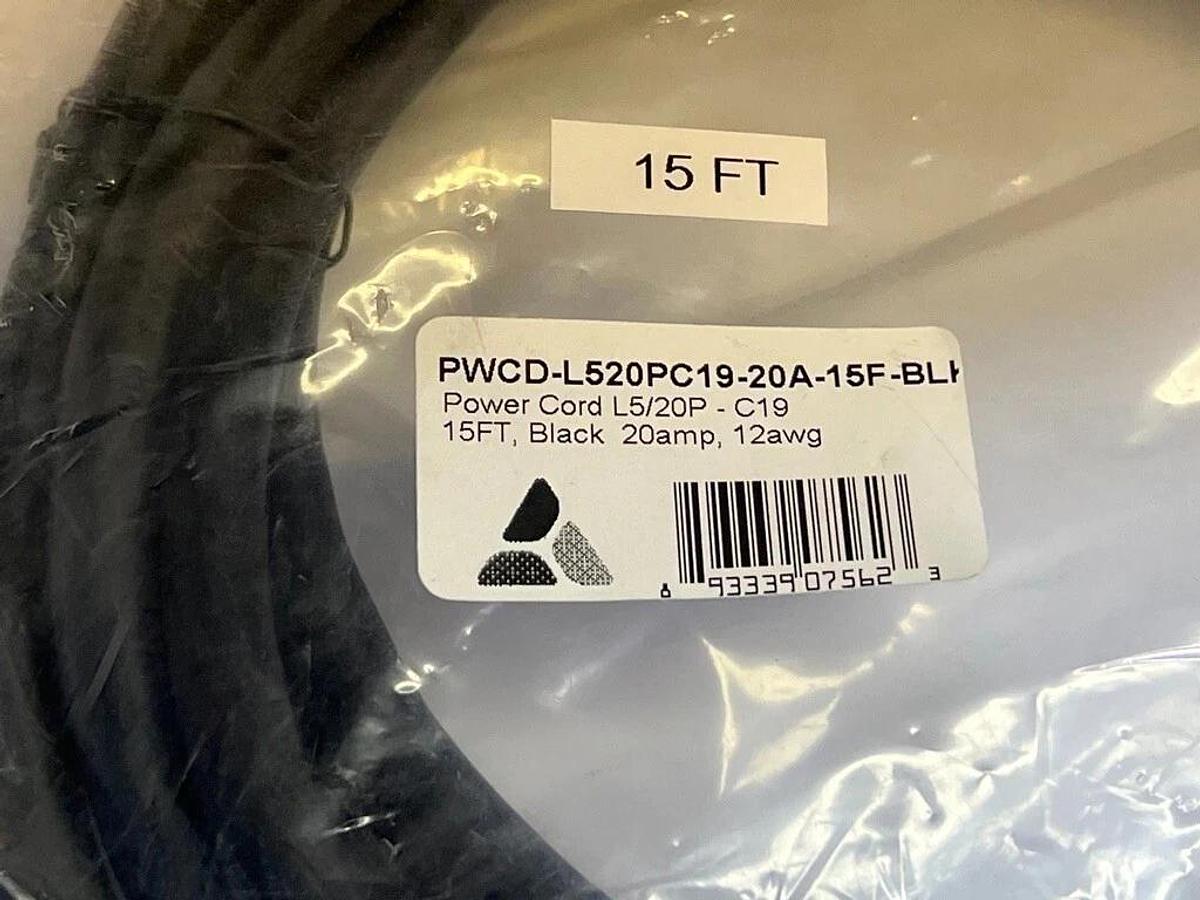 15 FT
PWCD-L520PC19-20A-15F-BLK
Power Cord L5/20P - C19
15FT, Black 20amp, 12awg
6 93339 07562 3